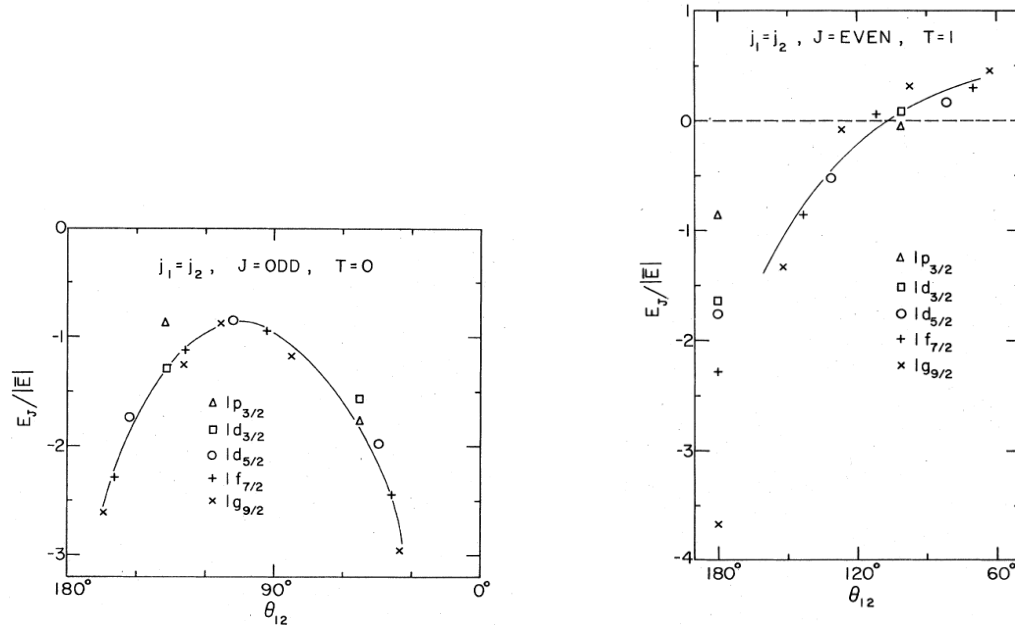 j₁=j₂ , J=ODD , T=0
0
-1
-2
-3
E_J/|E̅|
△ 1p₃/₂
□ 1d₃/₂
○ 1d₅/₂
+ 1f₇/₂
× 1g₉/₂
180° 90° 0°
θ₁₂
j₁=j₂ , J=EVEN , T=1
1
0
-1
-2
-3
-4
E_J/|E̅|
△ 1p₃/₂
□ 1d₃/₂
○ 1d₅/₂
+ 1f₇/₂
× 1g₉/₂
180° 120° 60°
θ₁₂